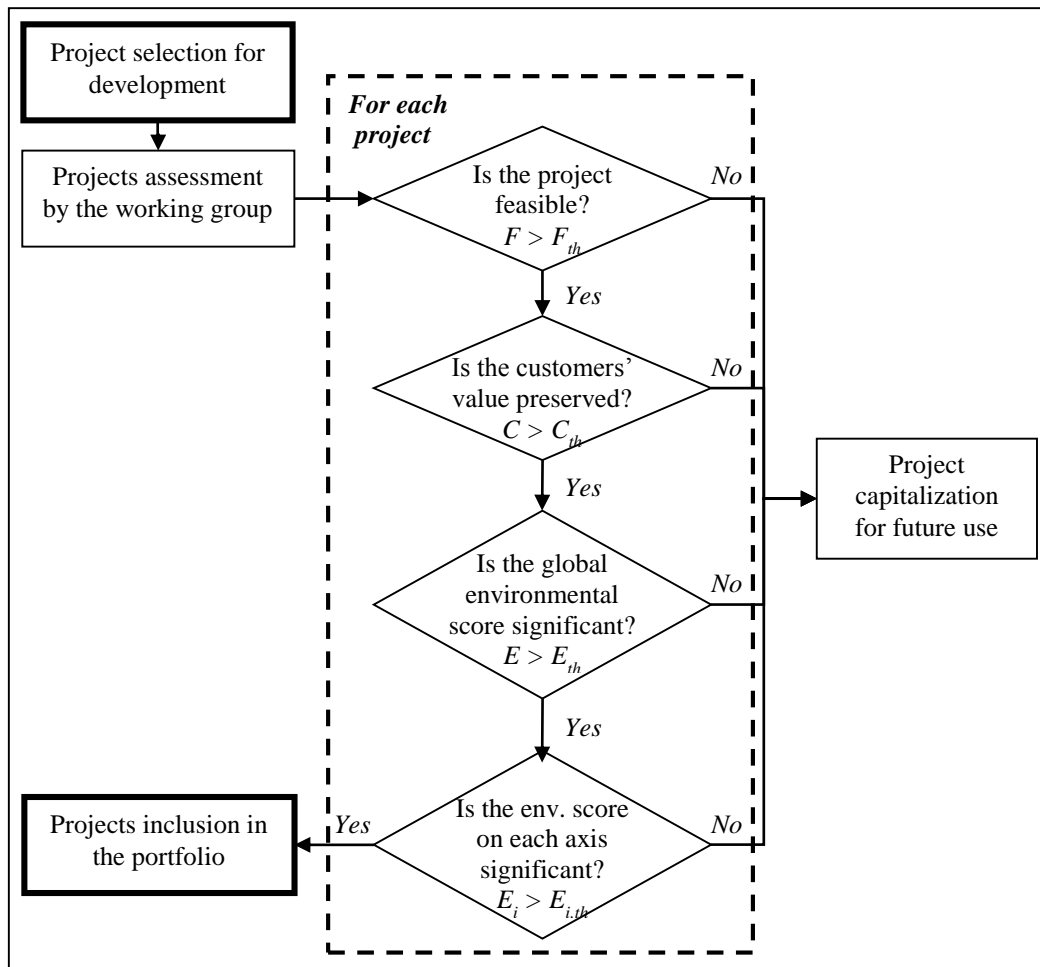 Project selection for
development
For each
project
Projects assessment
by the working group
Is the project
feasible?
F > F_th
No
Yes
Is the customers’
value preserved?
C > C_th
No
Yes
Project
capitalization
for future use
Is the global
environmental
score significant?
E > E_th
No
Yes
Projects inclusion in
the portfolio
Yes
Is the env. score
on each axis
significant?
E_i > E_i.th
No